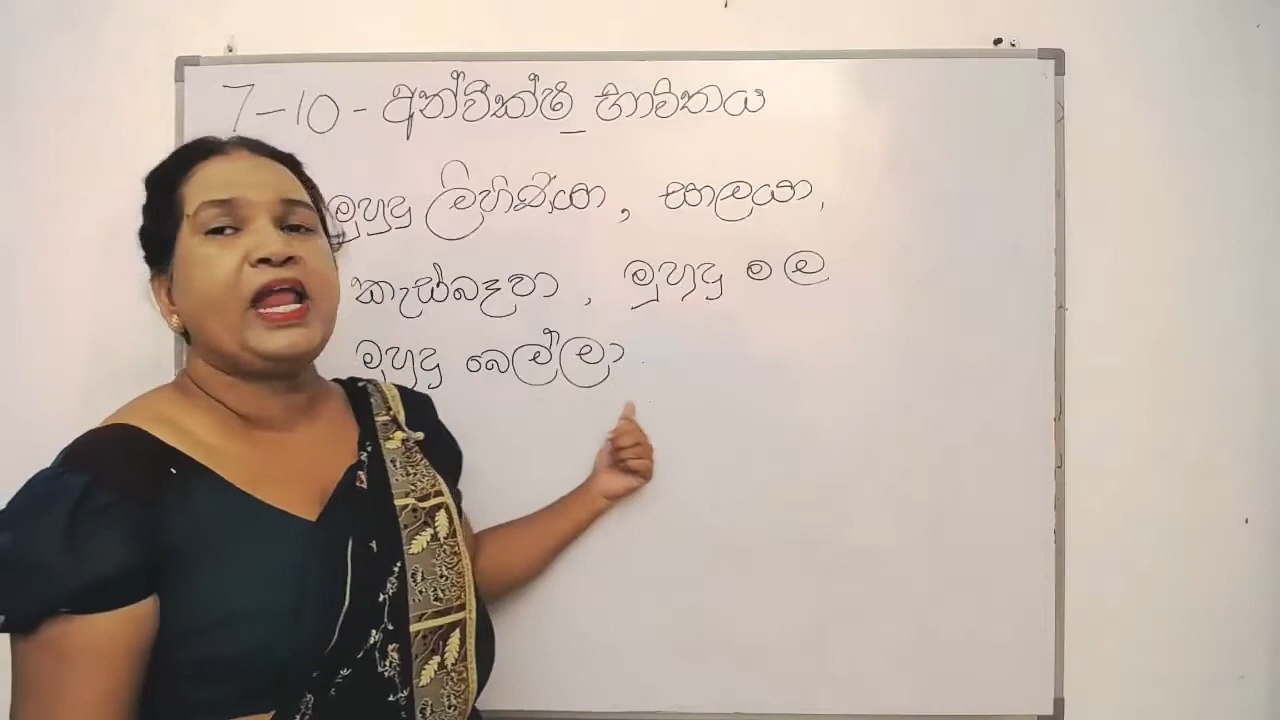 7-10 - අන්වීක්ෂී භාවිතය
මුහුදු ලිහිණියා, සාලයා,
කැස්බෑවා, මුහුදු මල
මුහුදු බෙල්ලා